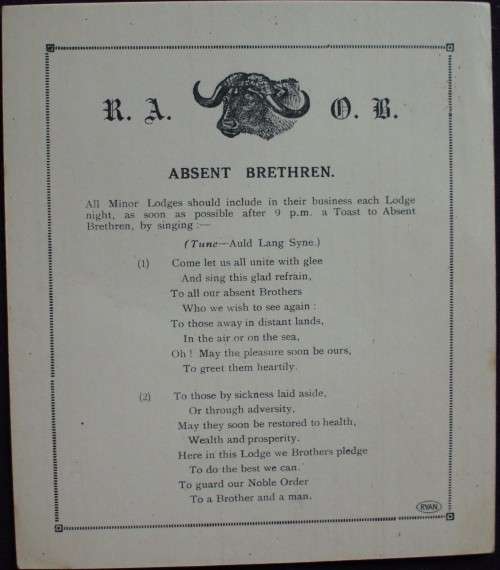 R. A. O. B.
ABSENT BRETHREN.
All Minor Lodges should include in their business each Lodge
night, as soon as possible after 9 p.m. a Toast to Absent
Brethren, by singing :—
(Tune—Auld Lang Syne.)
(1) Come let us all unite with glee
And sing this glad refrain,
To all our absent Brothers
Who we wish to see again :
To those away in distant lands,
In the air or on the sea,
Oh ! May the pleasure soon be ours,
To greet them heartily.
(2) To those by sickness laid aside,
Or through adversity,
May they soon be restored to health,
Wealth and prosperity.
Here in this Lodge we Brothers pledge
To do the best we can.
To guard our Noble Order
To a Brother and a man.
RYAN